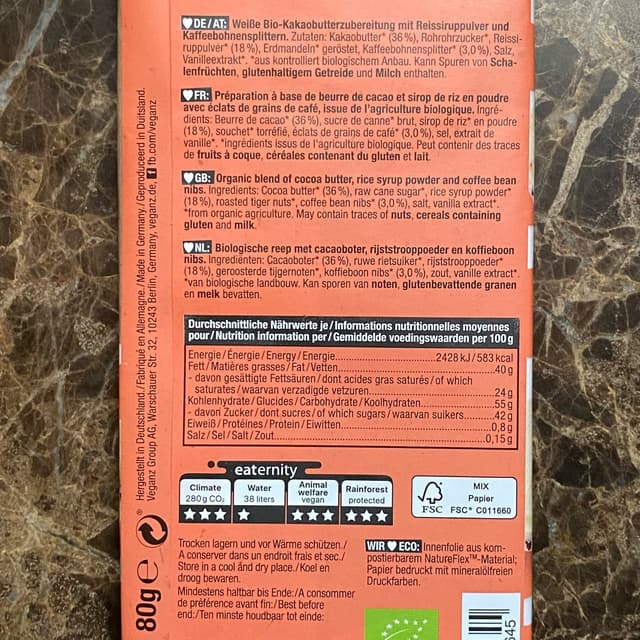 ♥DE/AT: Weiße Bio-Kakaobutterzubereitung mit Reissiruppulver und
Kaffeebohnensplittern. Zutaten: Kakaobutter* (36%), Rohrohrzucker*, Reissi-
ruppulver* (18%), Erdmandeln* geröstet, Kaffeebohnensplitter* (3,0%), Salz,
Vanilleextrakt*. *aus kontrolliert biologischem Anbau. Kann Spuren von Scha-
lenfrüchten, glutenhaltigem Getreide und Milch enthalten.
♥FR: Préparation à base de beurre de cacao et sirop de riz en poudre
avec éclats de grains de café, issue de l'agriculture biologique. Ingré-
dients: Beurre de cacao* (36%), sucre de canne* brut, sirop de riz* en poudre
(18%), souchet* torréfié, éclats de grains de café* (3,0%), sel, extrait de
vanille*. *ingrédients issus de l'agriculture biologique. Peut contenir des traces
de fruits à coque, céréales contenant du gluten et lait.
♥GB: Organic blend of cocoa butter, rice syrup powder and coffee bean
nibs. Ingredients: Cocoa butter* (36%), raw cane sugar*, rice syrup powder*
(18%), roasted tiger nuts*, coffee bean nibs* (3,0%), salt, vanilla extract*.
*from organic agriculture. May contain traces of nuts, cereals containing
gluten and milk.
♥NL: Biologische reep met cacaoboter, rijststrooppoeder en koffieboon
nibs. Ingrediënten: Cacaoboter* (36%), ruwe rietsuiker*, rijststrooppoeder*
(18%), geroosterde tijgernoten*, koffieboon nibs* (3,0%), zout, vanille extract*.
*van biologische landbouw. Kan sporen van noten, glutenbevattende granen
en melk bevatten.
Durchschnittliche Nährwerte je / Informations nutritionnelles moyennes
pour / Nutrition information per / Gemiddelde voedingswaarden per 100 g
Energie / Énergie / Energy / Energie 2428 kJ / 583 kcal
Fett / Matières grasses / Fat / Vetten 40 g
- davon gesättigte Fettsäuren / dont acides gras saturés / of which
saturates / waarvan verzadigde vetzuren 24 g
Kohlenhydrate / Glucides / Carbohydrate / Koolhydraten 55 g
- davon Zucker / dont sucres / of which sugars / waarvan suikers 42 g
Eiweiß / Protéines / Protein / Eiwitten 0,8 g
Salz / Sel / Salt / Zout 0,15 g
eaternity
Climate
280 g CO₂
★★★
Water
38 liters
★
Animal
welfare
vegan
★★★
Rainforest
protected
★★★
FSC
MIX
Papier
FSC® C011660
Trocken lagern und vor Wärme schützen. /
A conserver dans un endroit frais et sec. /
Store in a cool and dry place. / Koel en
droog bewaren.
Mindestens haltbar bis Ende: / A consommer
de préférence avant fin: / Best before
end: / Ten minste houdbaar tot einde:
WIR ♥ ECO: Innenfolie aus kom-
postierbarem NatureFlex™-Material;
Papier bedruckt mit mineralölfreien
Druckfarben.
Hergestellt in Deutschland. / Fabriqué en Allemagne. / Made in Germany / Geproduceerd in Duitsland.
Veganz Group AG, Warschauer Str. 32, 10243 Berlin, Germany, veganz.de, f fb.com/veganz
80g e
545